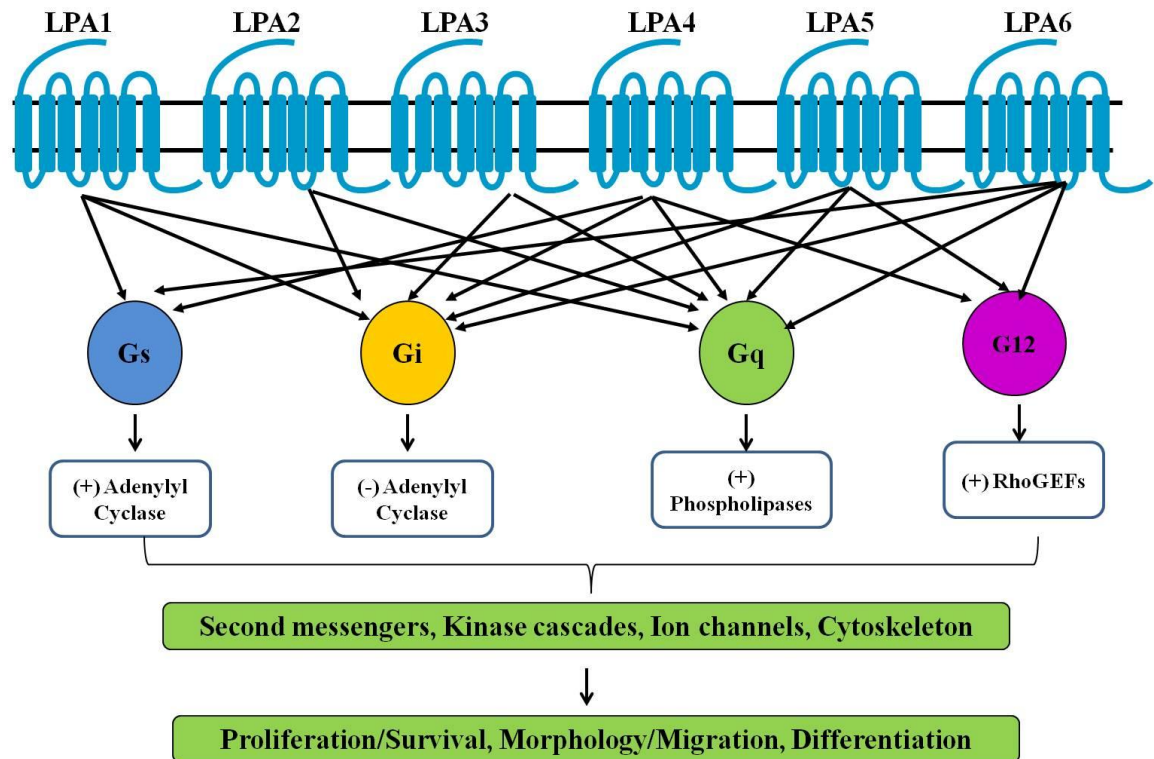 LPA1 LPA2 LPA3 LPA4 LPA5 LPA6
Gs Gi Gq G12
(+) Adenylyl
Cyclase
(-) Adenylyl
Cyclase
(+)
Phospholipases
(+) RhoGEFs
Second messengers, Kinase cascades, Ion channels, Cytoskeleton
Proliferation/Survival, Morphology/Migration, Differentiation